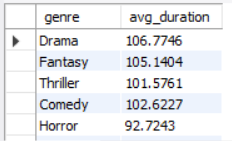 genre avg_duration
Drama 106.7746
Fantasy 105.1404
Thriller 101.5761
Comedy 102.6227
Horror 92.7243